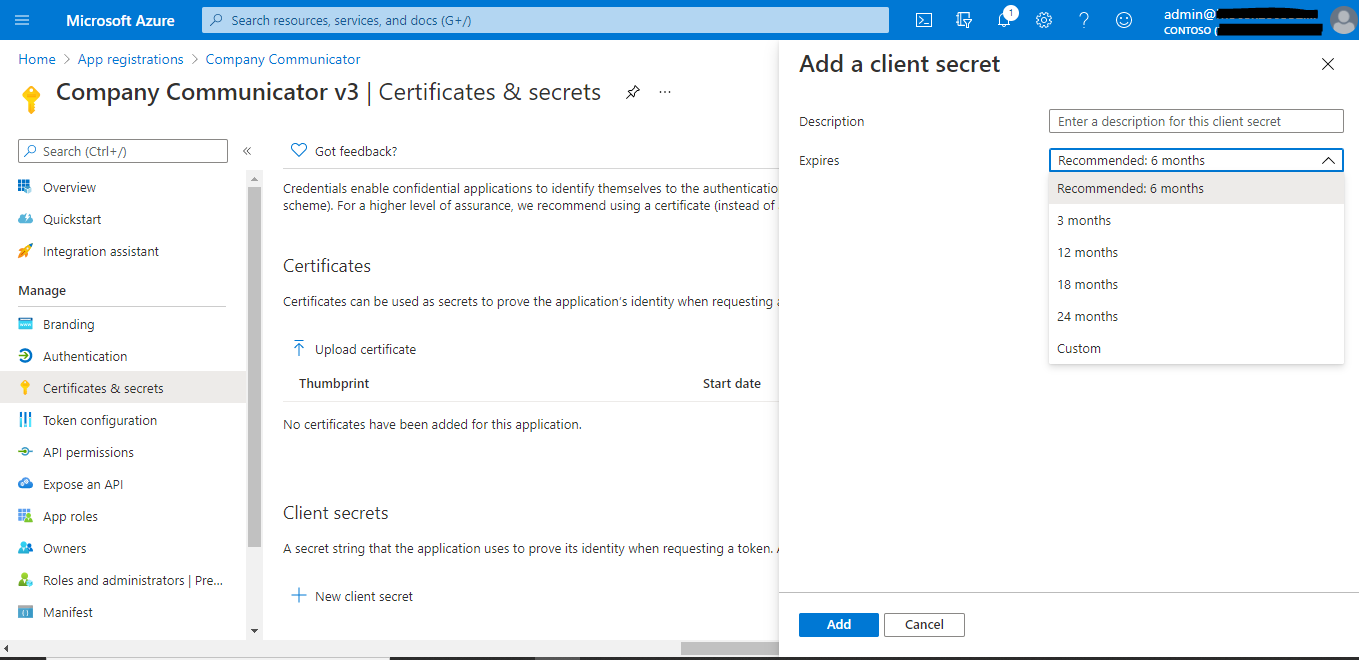 Microsoft Azure
Search resources, services, and docs (G+/)
1
admin@
CONTOSO (
Home > App registrations > Company Communicator
Company Communicator v3 | Certificates & secrets
...
Search (Ctrl+/)
«
Overview
Quickstart
Integration assistant
Manage
Branding
Authentication
Certificates & secrets
Token configuration
API permissions
Expose an API
App roles
Owners
Roles and administrators | Pre...
Manifest
Got feedback?
Credentials enable confidential applications to identify themselves to the authentication
scheme). For a higher level of assurance, we recommend using a certificate (instead of
Certificates
Certificates can be used as secrets to prove the application's identity when requesting
Upload certificate
Thumbprint Start date
No certificates have been added for this application.
Client secrets
A secret string that the application uses to prove its identity when requesting a token.
New client secret
Add a client secret
Description
Enter a description for this client secret
Expires
Recommended: 6 months
Recommended: 6 months
3 months
12 months
18 months
24 months
Custom
Add
Cancel